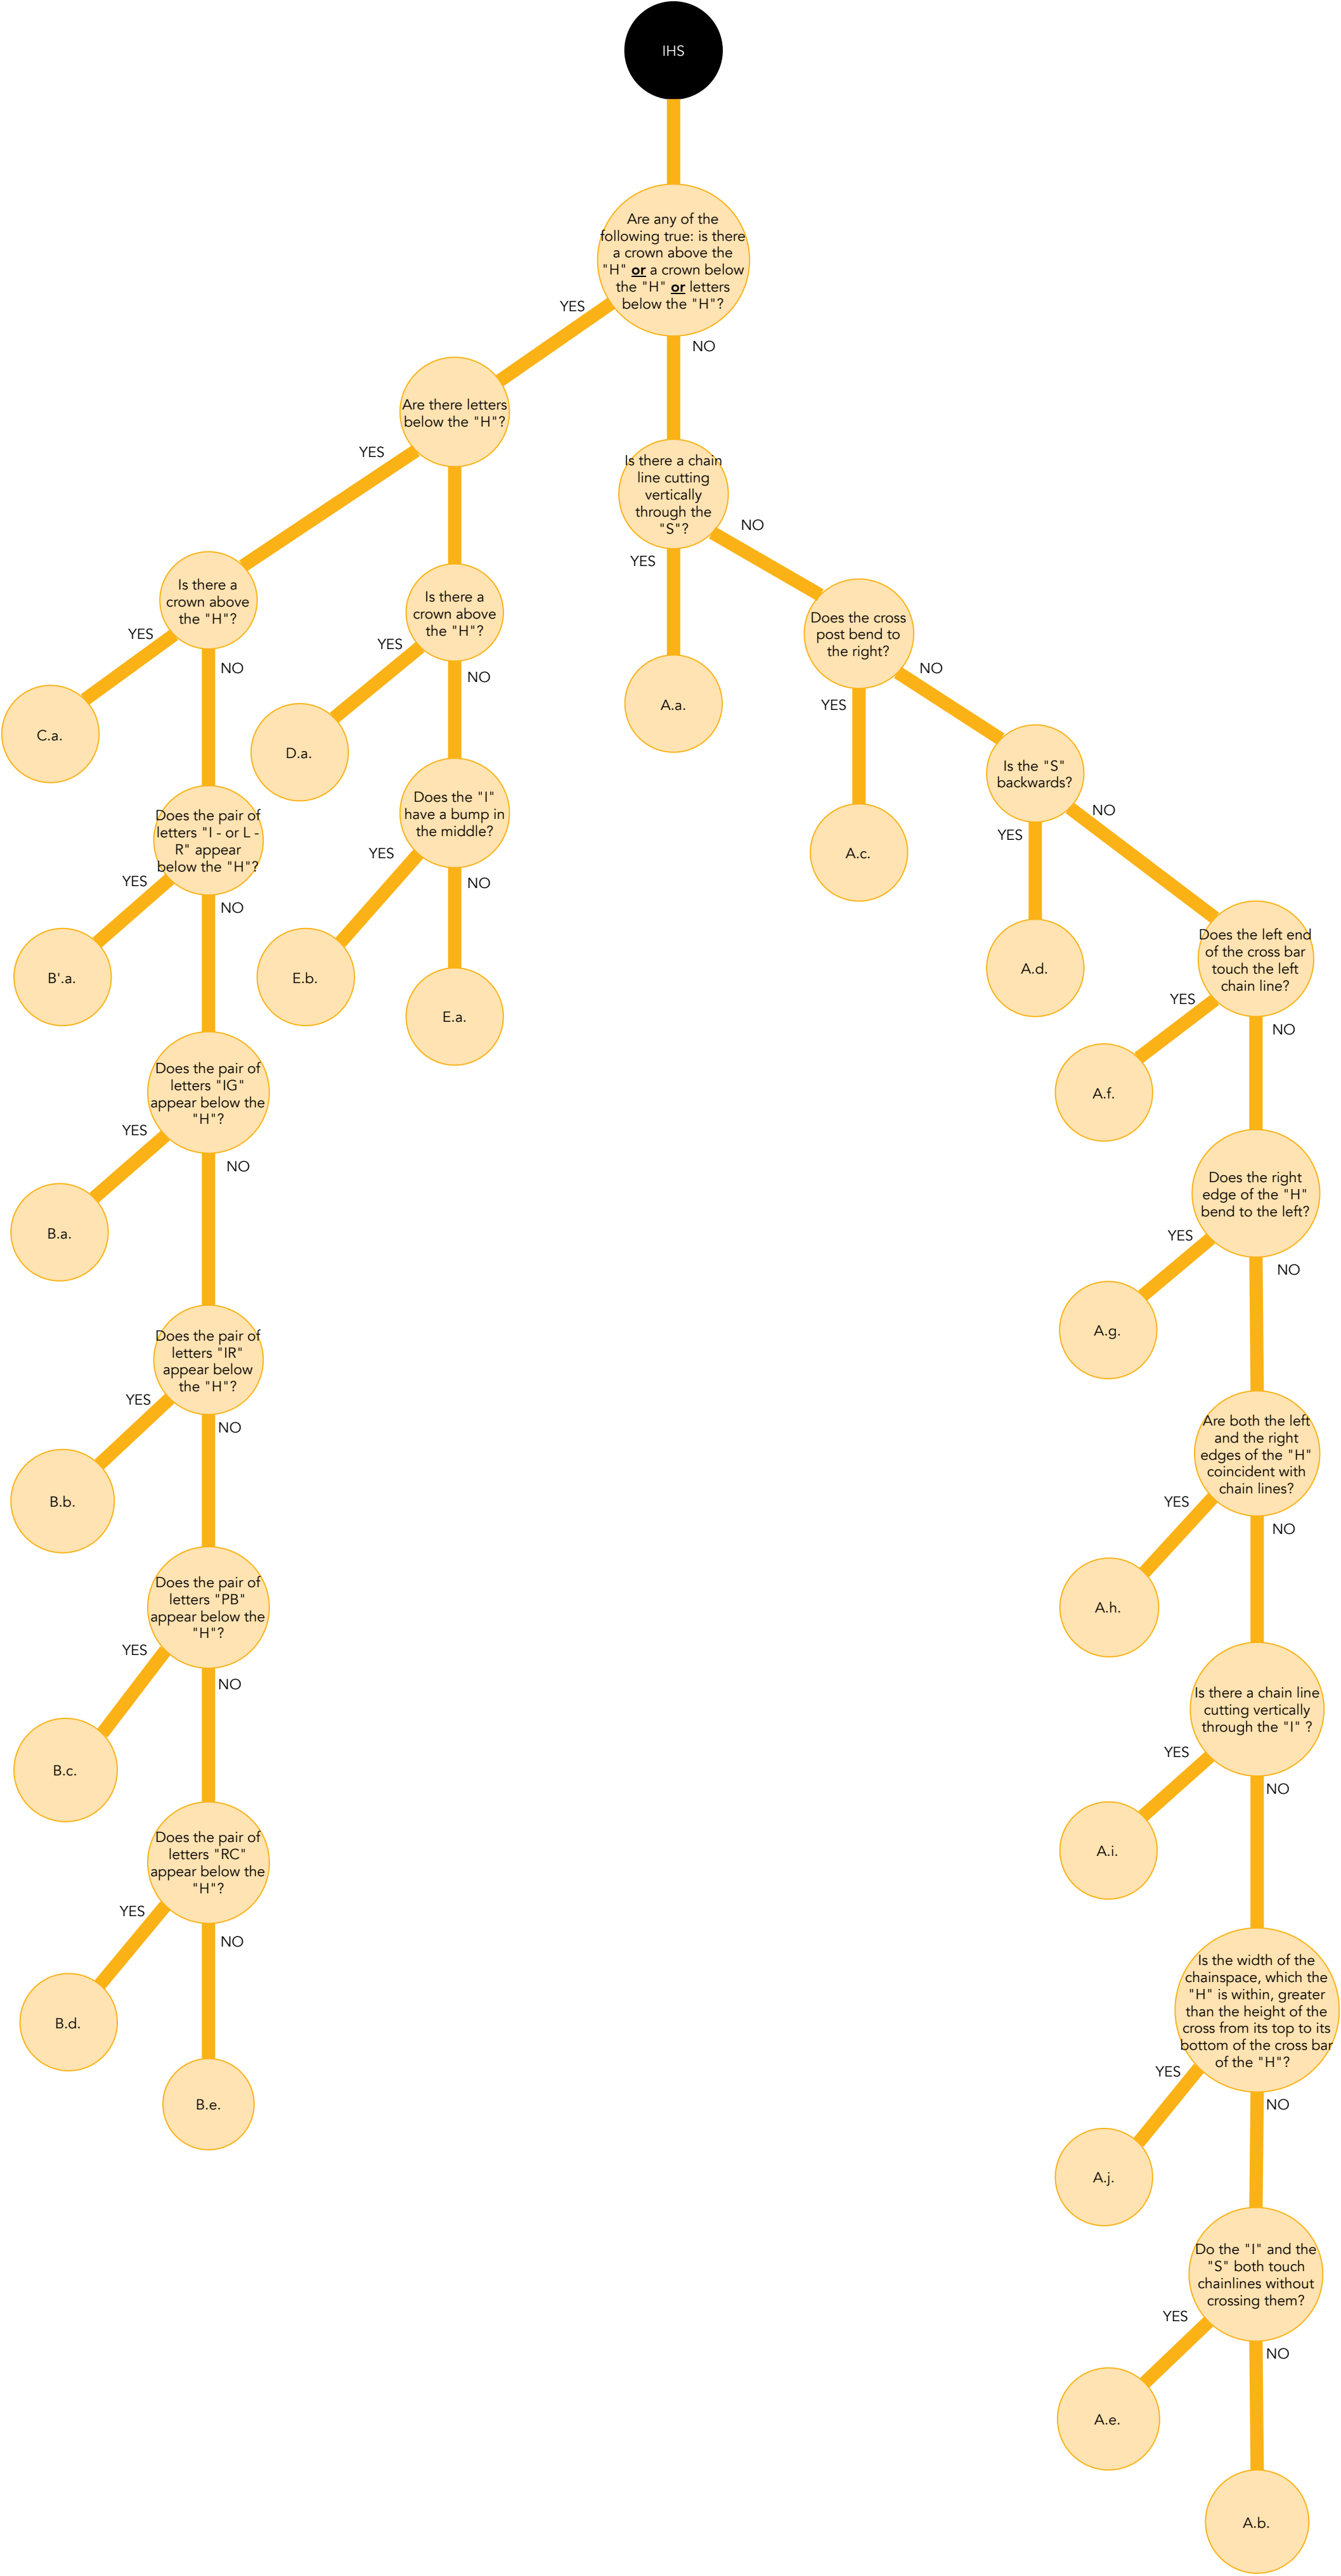 IHS
Are any of the
following true: is there
a crown above the
"H" or a crown below
the "H" or letters
below the "H"?
YES
NO
Are there letters
below the "H"?
YES
Is there a chain
line cutting
vertically
through the
"S"?
NO
YES
Is there a
crown above
the "H"?
YES
NO
Is there a
crown above
the "H"?
YES
NO
Does the cross
post bend to
the right?
NO
YES
C.a.
D.a.
A.a.
Is the "S"
backwards?
NO
YES
Does the pair of
letters "I - or L -
R" appear
below the "H"?
YES
NO
Does the "I"
have a bump in
the middle?
YES
NO
A.c.
Does the left end
of the cross bar
touch the left
chain line?
YES
NO
B'.a.
E.b.
E.a.
A.d.
A.f.
Does the pair of
letters "IG"
appear below the
"H"?
YES
NO
Does the right
edge of the "H"
bend to the left?
YES
NO
B.a.
A.g.
Does the pair of
letters "IR"
appear below
the "H"?
YES
NO
Are both the left
and the right
edges of the "H"
coincident with
chain lines?
YES
NO
B.b.
A.h.
Does the pair of
letters "PB"
appear below the
"H"?
YES
NO
Is there a chain line
cutting vertically
through the "I" ?
YES
NO
B.c.
A.i.
Does the pair of
letters "RC"
appear below the
"H"?
YES
NO
Is the width of the
chainspace, which the
"H" is within, greater
than the height of the
cross from its top to its
bottom of the cross bar
of the "H"?
YES
NO
B.d.
B.e.
A.j.
Do the "I" and the
"S" both touch
chainlines without
crossing them?
YES
NO
A.e.
A.b.